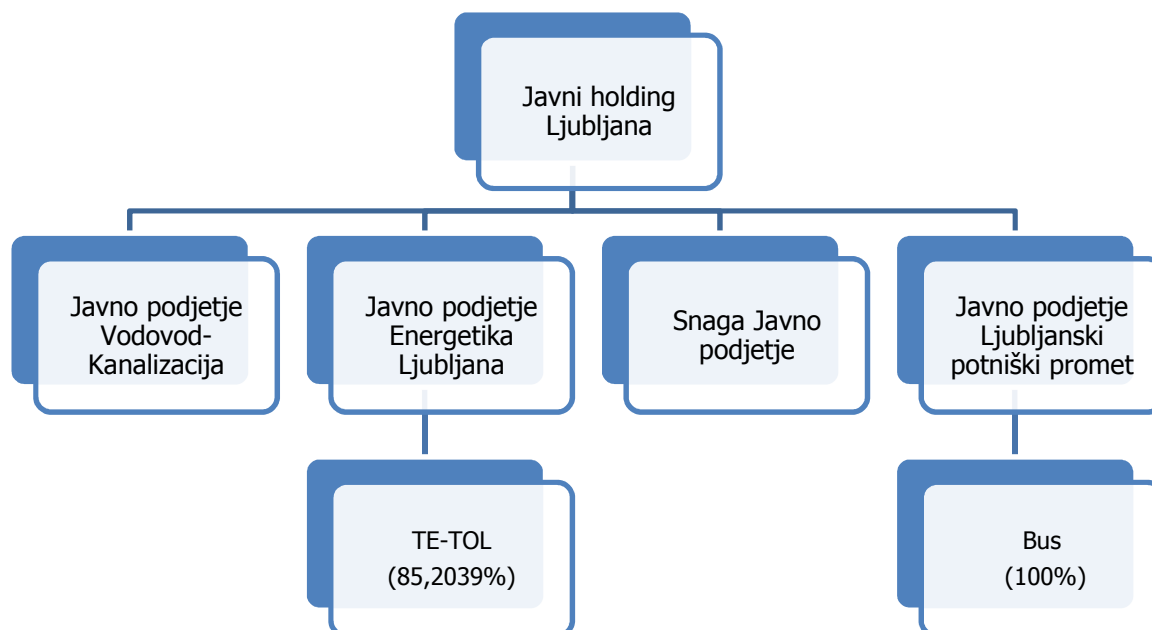 Javni holding
Ljubljana
Javno podjetje
Vodovod-
Kanalizacija
Javno podjetje
Energetika
Ljubljana
Snaga Javno
podjetje
Javno podjetje
Ljubljanski
potniški promet
TE-TOL
(85,2039%)
Bus
(100%)